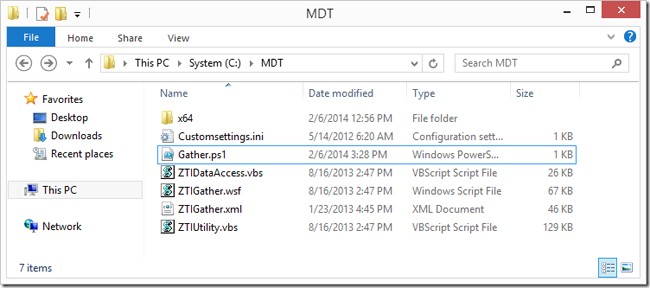 MDT
File Home Share View
This PC System (C:) MDT Search MDT
Favorites
Desktop
Downloads
Recent places
This PC
Network
Name Date modified Type Size
x64 2/6/2014 12:56 PM File folder
Customsettings.ini 5/14/2012 6:20 AM Configuration sett... 1 KB
Gather.ps1 2/6/2014 3:28 PM Windows PowerS... 1 KB
ZTIDataAccess.vbs 8/16/2013 2:47 PM VBScript Script File 26 KB
ZTIGather.wsf 8/16/2013 2:47 PM Windows Script File 67 KB
ZTIGather.xml 1/23/2013 4:45 PM XML Document 46 KB
ZTIUtility.vbs 8/16/2013 2:47 PM VBScript Script File 129 KB
7 items